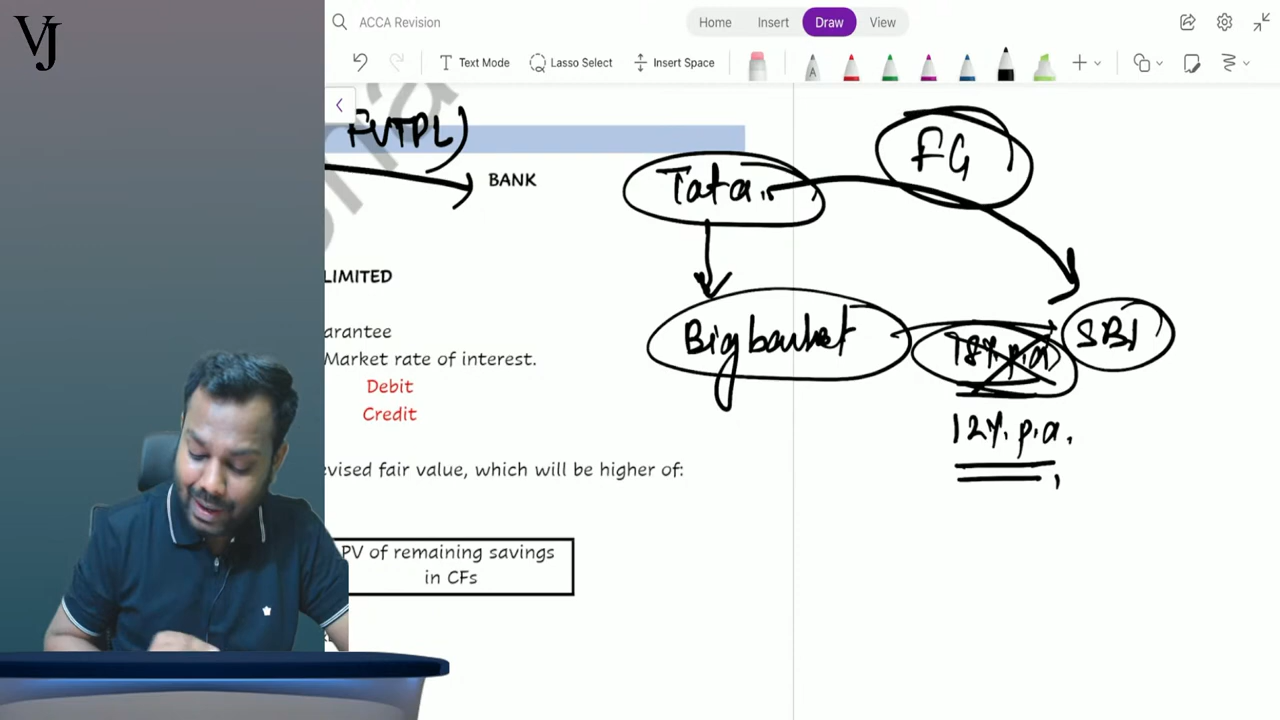 VJ
ACCA Revision
Home Insert Draw View
Text Mode Lasso Select Insert Space
A
FVTPL)
BANK
LIMITED
arantee
Market rate of interest.
Debit
Credit
vised fair value, which will be higher of:
PV of remaining savings
in CFs
Tata
FG
Bigbasket
18%.p.a
SBI
12%.p.a.